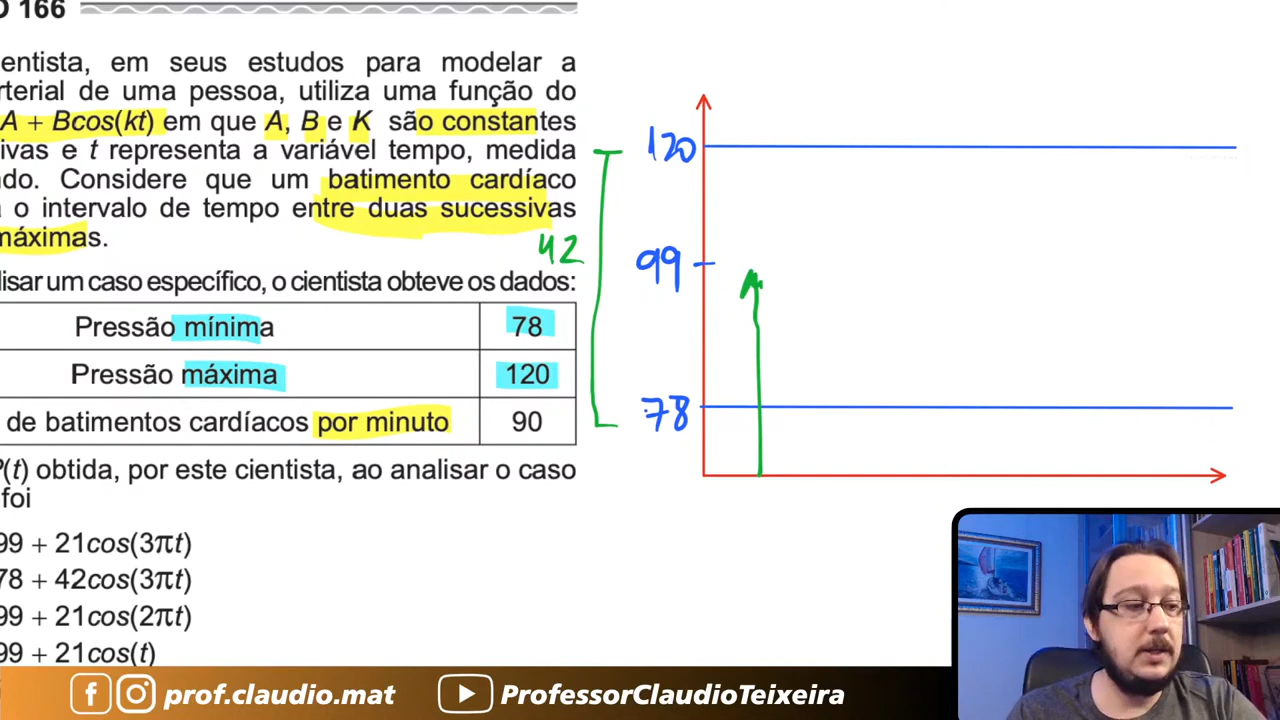 O 166
entista, em seus estudos para modelar a
rterial de uma pessoa, utiliza uma função do
A + Bcos(kt) em que A, B e K são constantes
ivas e t representa a variável tempo, medida
ndo. Considere que um batimento cardíaco
a o intervalo de tempo entre duas sucessivas
máximas.
lisar um caso específico, o cientista obteve os dados:
Pressão mínima 78
Pressão máxima 120
de batimentos cardíacos por minuto 90
P(t) obtida, por este cientista, ao analisar o caso
foi
99 + 21cos(3πt)
78 + 42cos(3πt)
99 + 21cos(2πt)
99 + 21cos(t)
120
42
99
78
prof.claudio.mat
ProfessorClaudioTeixeira